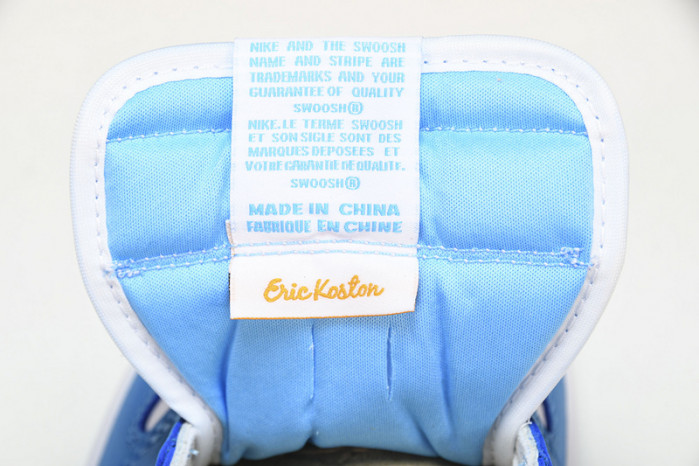 NIKE AND THE SWOOSH
NAME AND STRIPE ARE
TRADEMARKS AND YOUR
GUARANTEE OF QUALITY
SWOOSH®
NIKE.LE TERME SWOOSH
ET SON SIGLE SONT DES
MARQUES DEPOSEES ET
VOTRE GARANTIE DE QUALITE.
SWOOSH®
MADE IN CHINA
FABRIQUE EN CHINE
Eric Koston